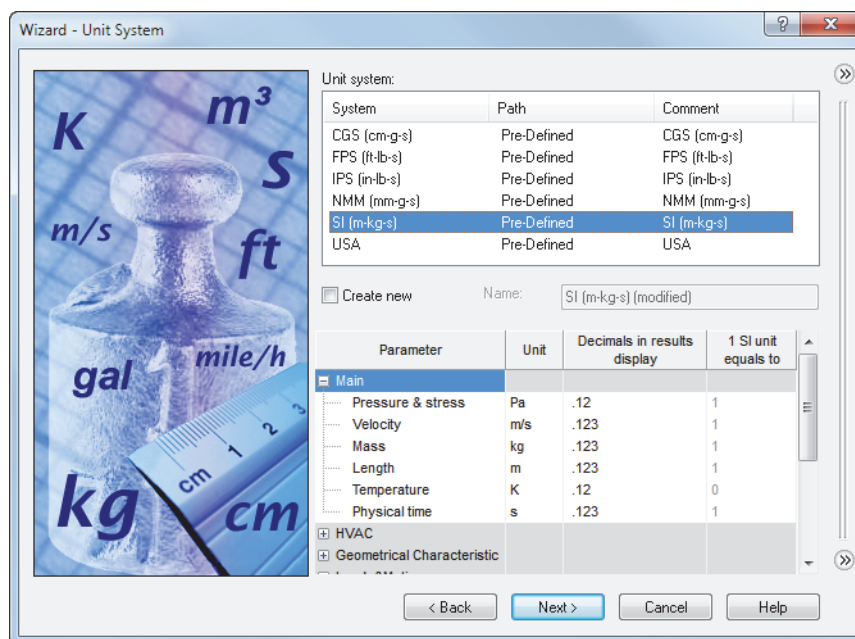 Wizard - Unit System
K
m³
s
m/s
ft
gal
mile/h
cm 1 2 3
kg
cm
Unit system:
System Path Comment
CGS (cm-g-s) Pre-Defined CGS (cm-g-s)
FPS (ft-lb-s) Pre-Defined FPS (ft-lb-s)
IPS (in-lb-s) Pre-Defined IPS (in-lb-s)
NMM (mm-g-s) Pre-Defined NMM (mm-g-s)
SI (m-kg-s) Pre-Defined SI (m-kg-s)
USA Pre-Defined USA
Create new Name: SI (m-kg-s) (modified)
Parameter Unit Decimals in results display 1 SI unit equals to
Main
Pressure & stress Pa .12 1
Velocity m/s .123 1
Mass kg .123 1
Length m .123 1
Temperature K .12 0
Physical time s .123 1
HVAC
Geometrical Characteristic
< Back Next > Cancel Help